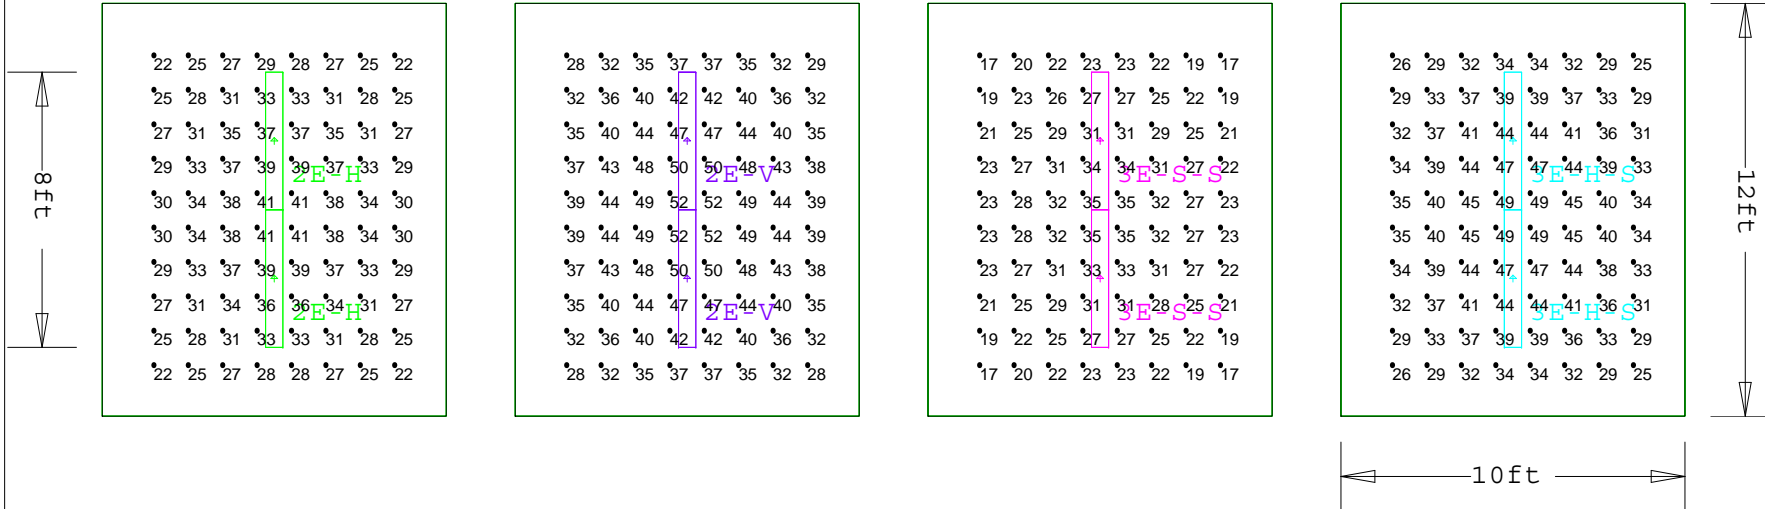 22 25 27 29 28 27 25 22
25 28 31 33 33 31 28 25
27 31 35 37 37 35 31 27
29 33 37 39 39 37 33 29
2E-H
30 34 38 41 41 38 34 30
30 34 38 41 41 38 34 30
29 33 37 39 39 37 33 29
27 31 34 36 36 34 31 27
2E-H
25 28 31 33 33 31 28 25
22 25 27 28 28 27 25 22
28 32 35 37 37 35 32 29
32 36 40 42 42 40 36 32
35 40 44 47 47 44 40 35
37 43 48 50 50 48 43 38
2E-V
39 44 49 52 52 49 44 39
39 44 49 52 52 49 44 39
37 43 48 50 50 48 43 38
35 40 44 47 47 44 40 35
2E-V
32 36 40 42 42 40 36 32
28 32 35 37 37 35 32 28
17 20 22 23 23 22 19 17
19 23 26 27 27 25 22 19
21 25 29 31 31 29 25 21
23 27 31 34 34 31 27 22
3E-S-S
23 28 32 35 35 32 27 23
23 28 32 35 35 32 27 23
23 27 31 33 33 31 27 22
21 25 29 31 31 28 25 21
3E-S-S
19 22 25 27 27 25 22 19
17 20 22 23 23 22 19 17
26 29 32 34 34 32 29 25
29 33 37 39 39 37 33 29
32 37 41 44 44 41 36 31
34 39 44 47 47 44 39 33
3E-H-S
35 40 45 49 49 45 40 34
35 40 45 49 49 45 40 34
34 39 44 47 47 44 38 33
32 37 41 44 44 41 36 31
3E-H-S
29 33 37 39 39 36 33 29
26 29 32 34 34 32 29 25
8ft
12ft
10ft